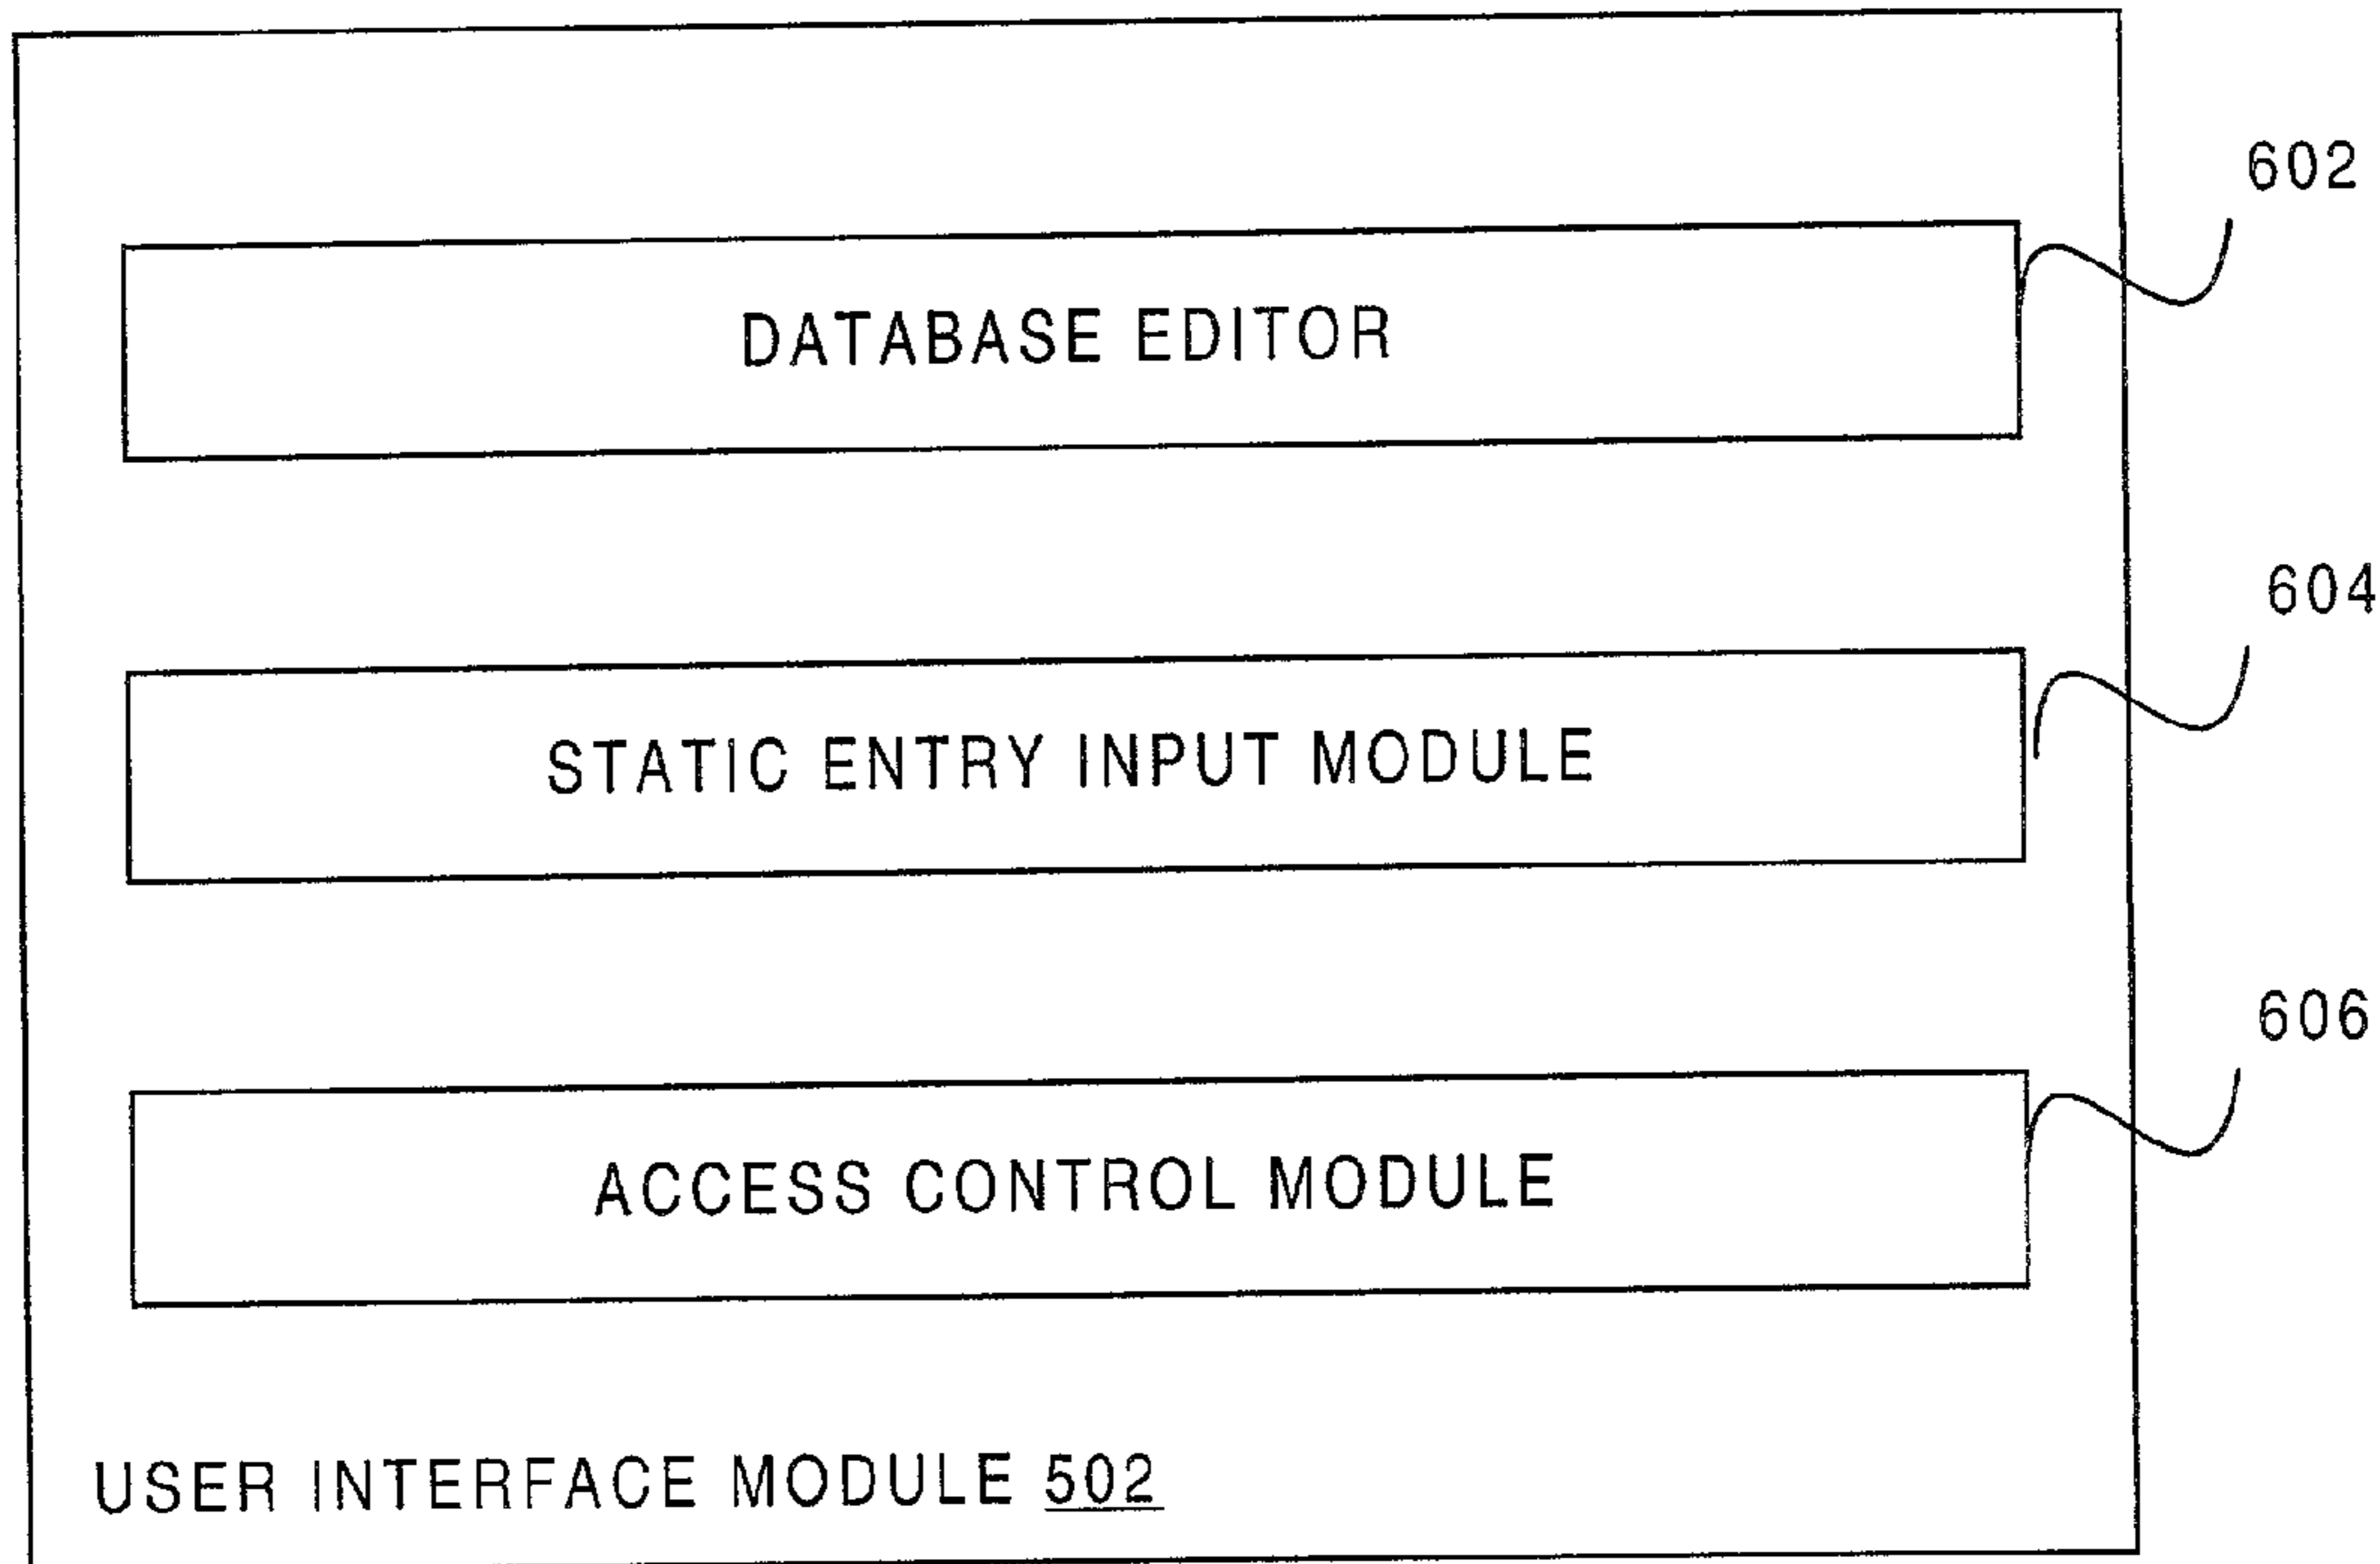 602
DATABASE EDITOR
604
STATIC ENTRY INPUT MODULE
606
ACCESS CONTROL MODULE
USER INTERFACE MODULE 502